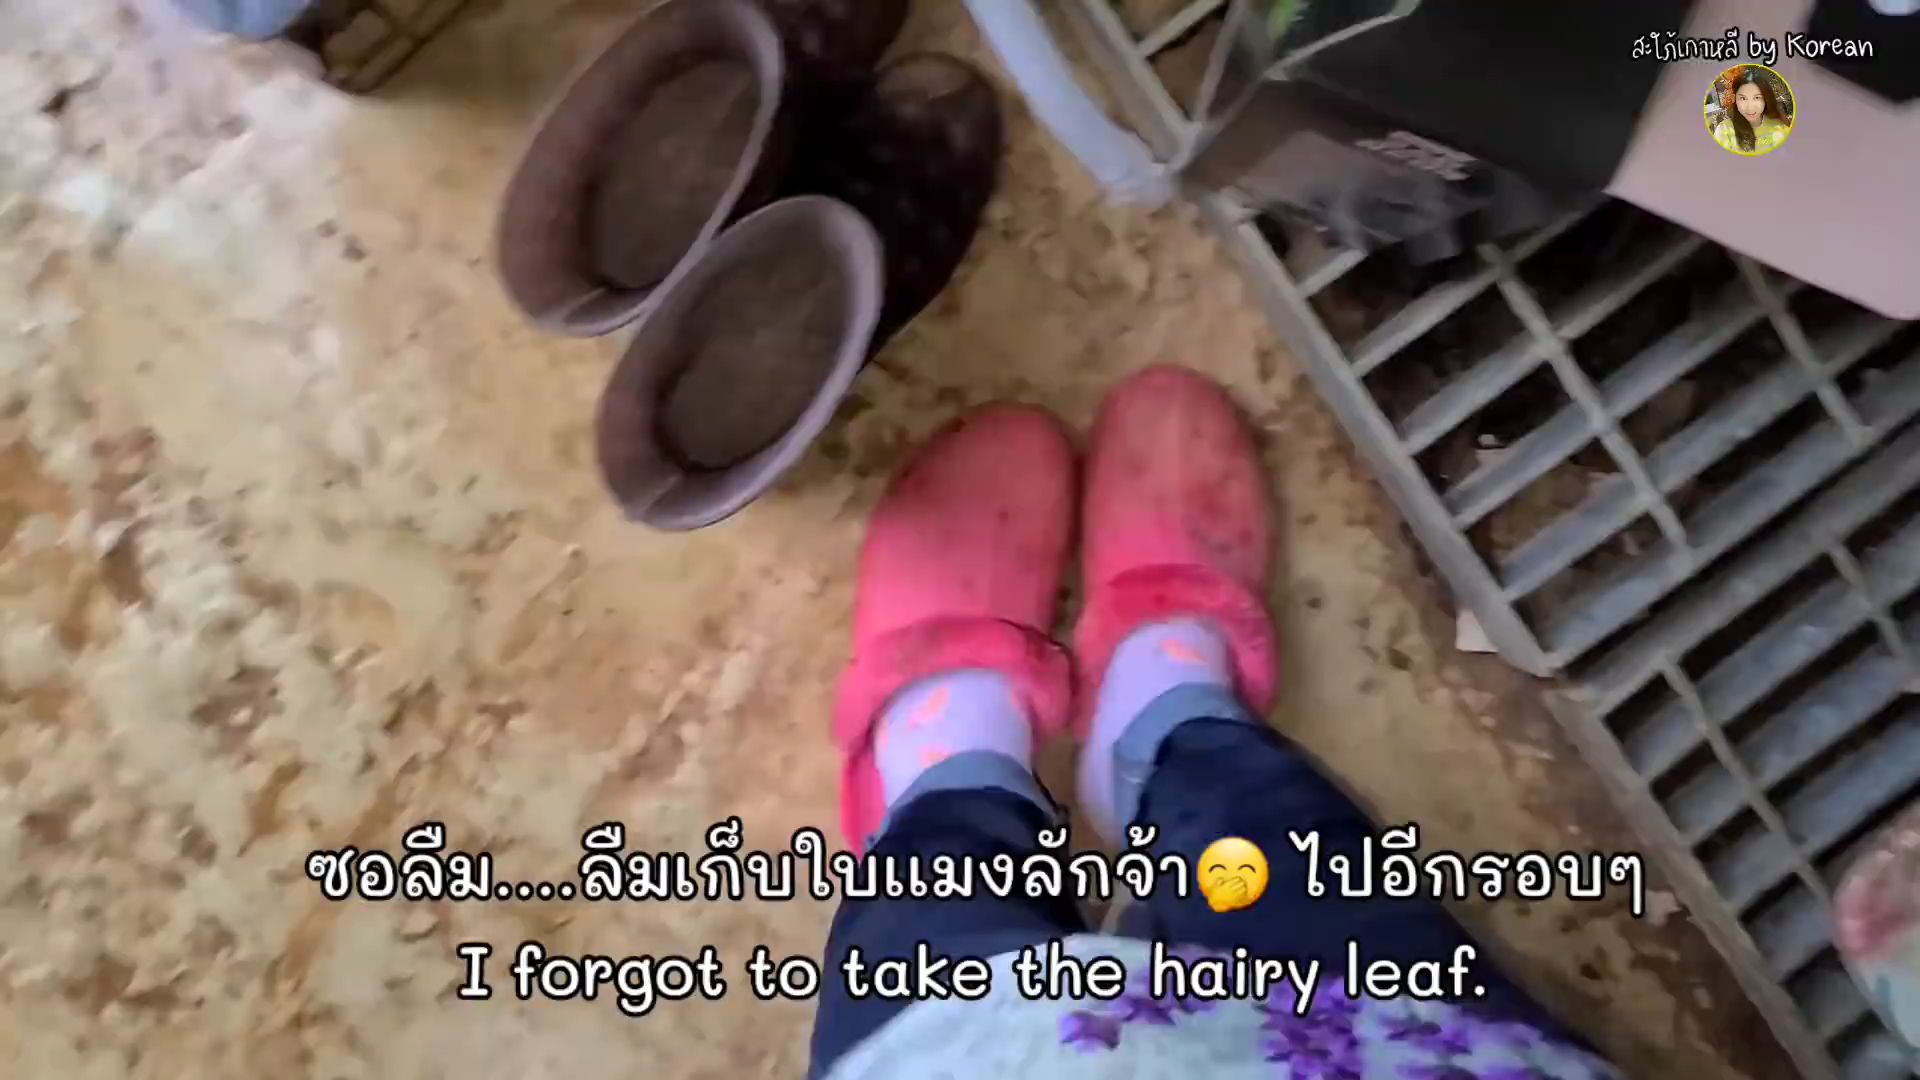 สะใภ้เกาหลี by Korean
ซอลืม....ลืมเก็บใบแมงลักจ้า🤭 ไปอีกรอบๆ
I forgot to take the hairy leaf.